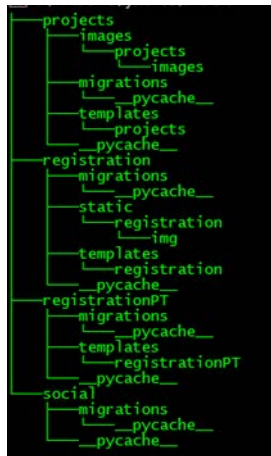 projects
images
projects
images
migrations
__pycache__
templates
projects
__pycache__
registration
migrations
__pycache__
static
registration
img
templates
registration
__pycache__
registrationPT
migrations
__pycache__
templates
registrationPT
__pycache__
social
migrations
__pycache__
__pycache__